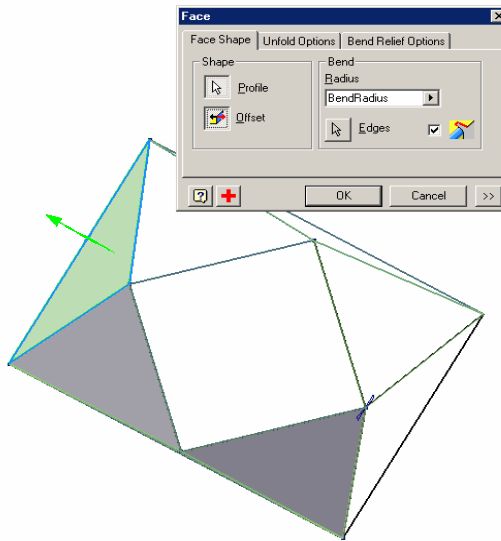 Face
Face Shape Unfold Options Bend Relief Options
Shape
Profile
Offset
Bend
Radius
BendRadius
Edges
? OK Cancel >>